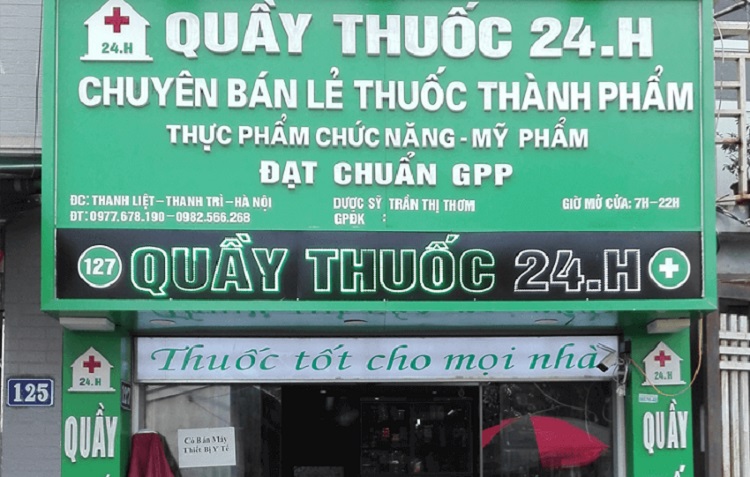 24.H
QUẦY THUỐC 24.H
CHUYÊN BÁN LẺ THUỐC THÀNH PHẨM
THỰC PHẨM CHỨC NĂNG - MỸ PHẨM
ĐẠT CHUẨN GPP
ĐC: THANH LIỆT - THANH TRÌ - HÀ NỘI
ĐT: 0977.678.190 - 0982.566.268
DƯỢC SỸ TRẦN THỊ THƠM
GPĐK :
GIỜ MỞ CỬA: 7H-22H
127 QUẦY THUỐC 24.H
Thuốc tốt cho mọi nhà
125
24.H
QUẦY
Có Bán Máy
Thiết Bị Y Tế
24.H
QUẦY